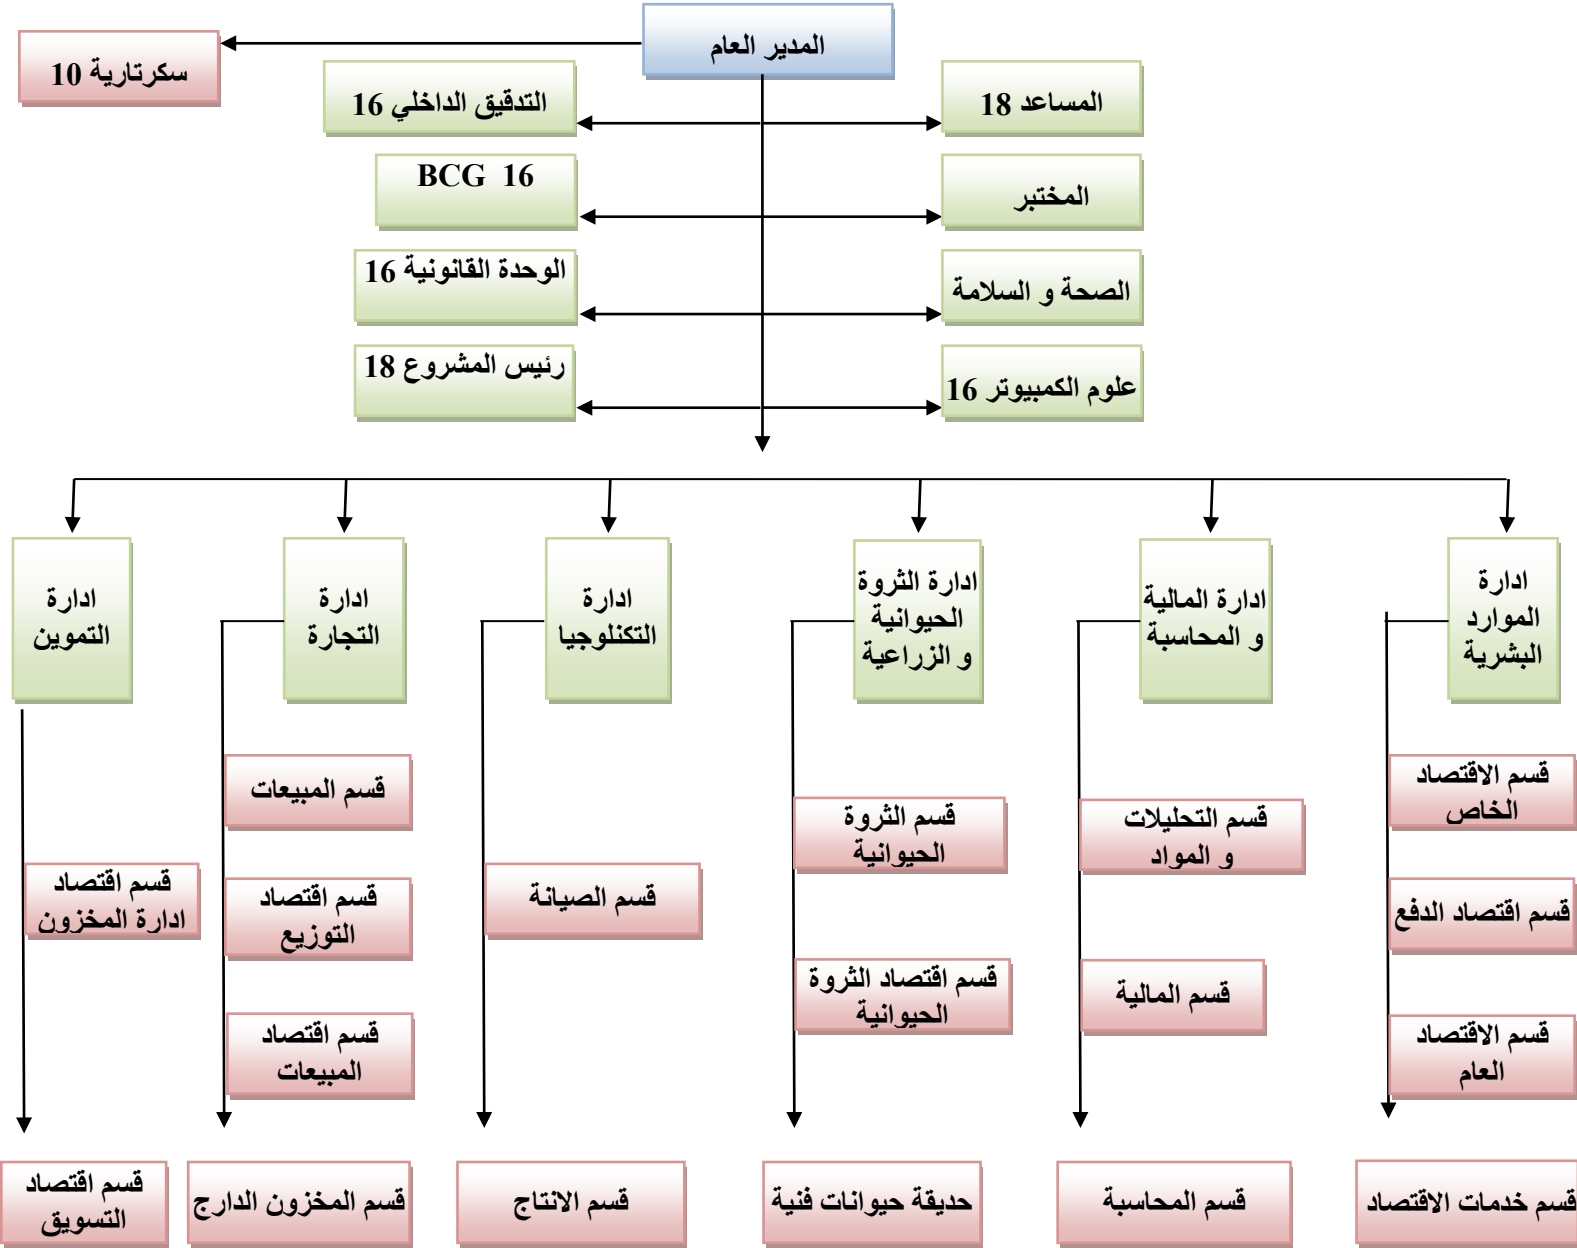 المدير العام
سكرتارية 10
المساعد 18
التدقيق الداخلي 16
المختبر
BCG 16
الصحة و السلامة
الوحدة القانونية 16
علوم الكمبيوتر 16
رئيس المشروع 18
ادارة
الموارد
البشرية
ادارة المالية
و المحاسبة
ادارة الثروة
الحيوانية
و الزراعية
ادارة
التكنلوجيا
ادارة
التجارة
ادارة
التموين
قسم الاقتصاد
الخاص
قسم اقتصاد الدفع
قسم الاقتصاد
العام
قسم خدمات الاقتصاد
قسم التحليلات
و المواد
قسم المالية
قسم المحاسبة
قسم الثروة
الحيوانية
قسم اقتصاد الثروة
الحيوانية
حديقة حيوانات فنية
قسم الصيانة
قسم الانتاج
قسم المبيعات
قسم اقتصاد
التوزيع
قسم اقتصاد
المبيعات
قسم المخزون الدارج
قسم اقتصاد
ادارة المخزون
قسم اقتصاد
التسويق